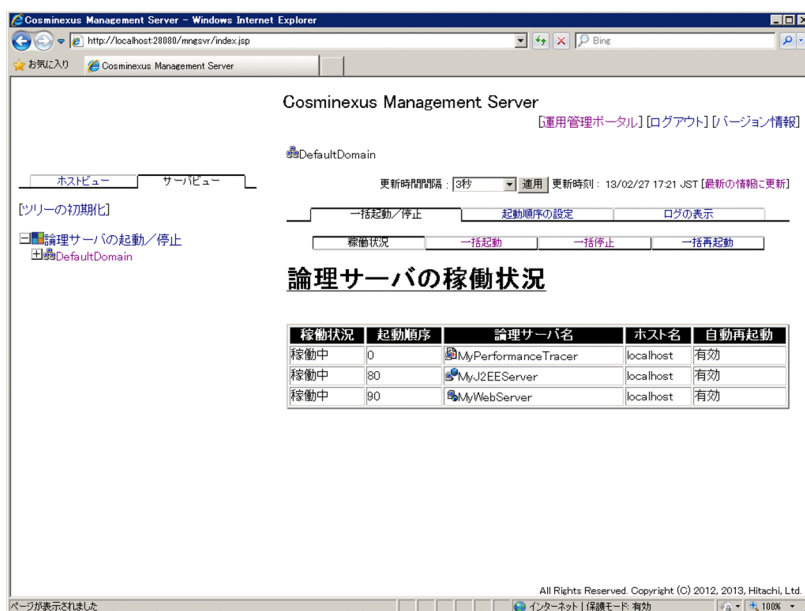 Cosminexus Management Server - Windows Internet Explorer
http://localhost:28080/mngsvr/index.jsp
Bing
お気に入り
Cosminexus Management Server
Cosminexus Management Server
[運用管理ポータル] [ログアウト] [バージョン情報]
DefaultDomain
更新時間間隔 : 3秒 適用 更新時刻 : 13/02/27 17:21 JST [最新の情報に更新]
ホストビュー サーバビュー
[ツリーの初期化]
論理サーバの起動/停止
DefaultDomain
一括起動/停止 起動順序の設定 ログの表示
稼働状況 一括起動 一括停止 一括再起動
論理サーバの稼働状況
稼働状況 起動順序 論理サーバ名 ホスト名 自動再起動
稼働中 0 MyPerformanceTracer localhost 有効
稼働中 80 MyJ2EEServer localhost 有効
稼働中 90 MyWebServer localhost 有効
All Rights Reserved. Copyright (C) 2012, 2013, Hitachi, Ltd.
ページが表示されました インターネット | 保護モード: 有効 100%